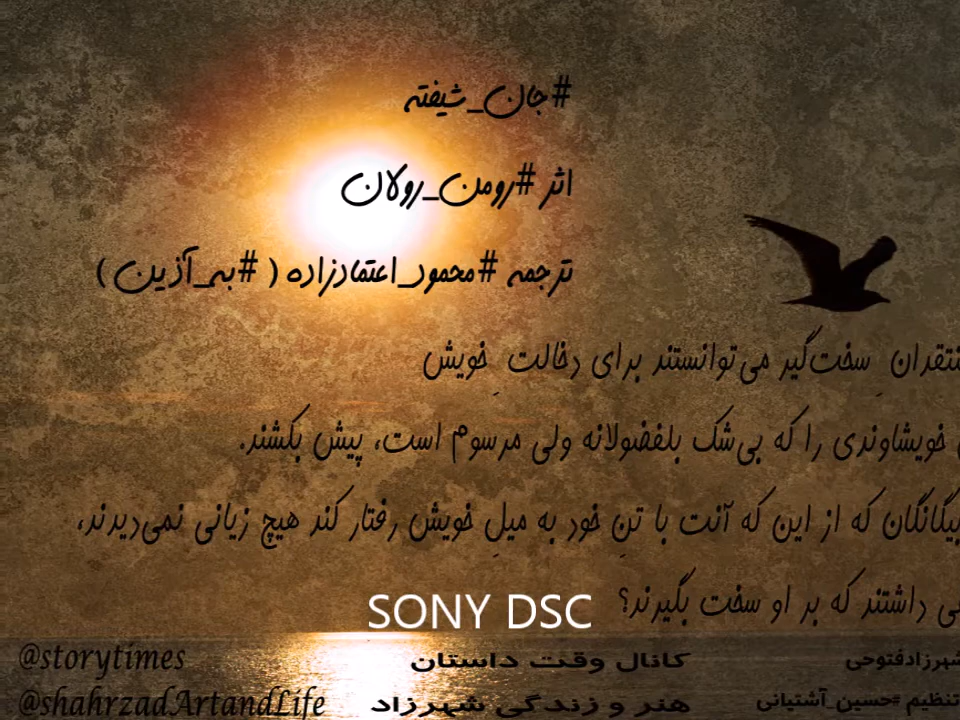 #جان_شیفته
اثر #رومن_رولان
ترجمه #محمود_اعتمادزاده ( #به_آذین )
سخت‌گیر می‌توانستند برای دخالت ِ خویش
خویشاوندی را که بی‌شک بلفضولانه ولی مرسوم است، پیش بکشند.
بیگانگان که از این که آنت با تنِ خود به میلِ خویش رفتار کند هیچ زیانی نمی‌دیدند،
داشتند که بر او سخت بگیرند؟
SONY DSC
@storytimes کانال وقت داستان شهرزادفتوحی
@shahrzadArtandLife هنر و زندگی شهرزاد تنظیم #حسین_آشتیانی